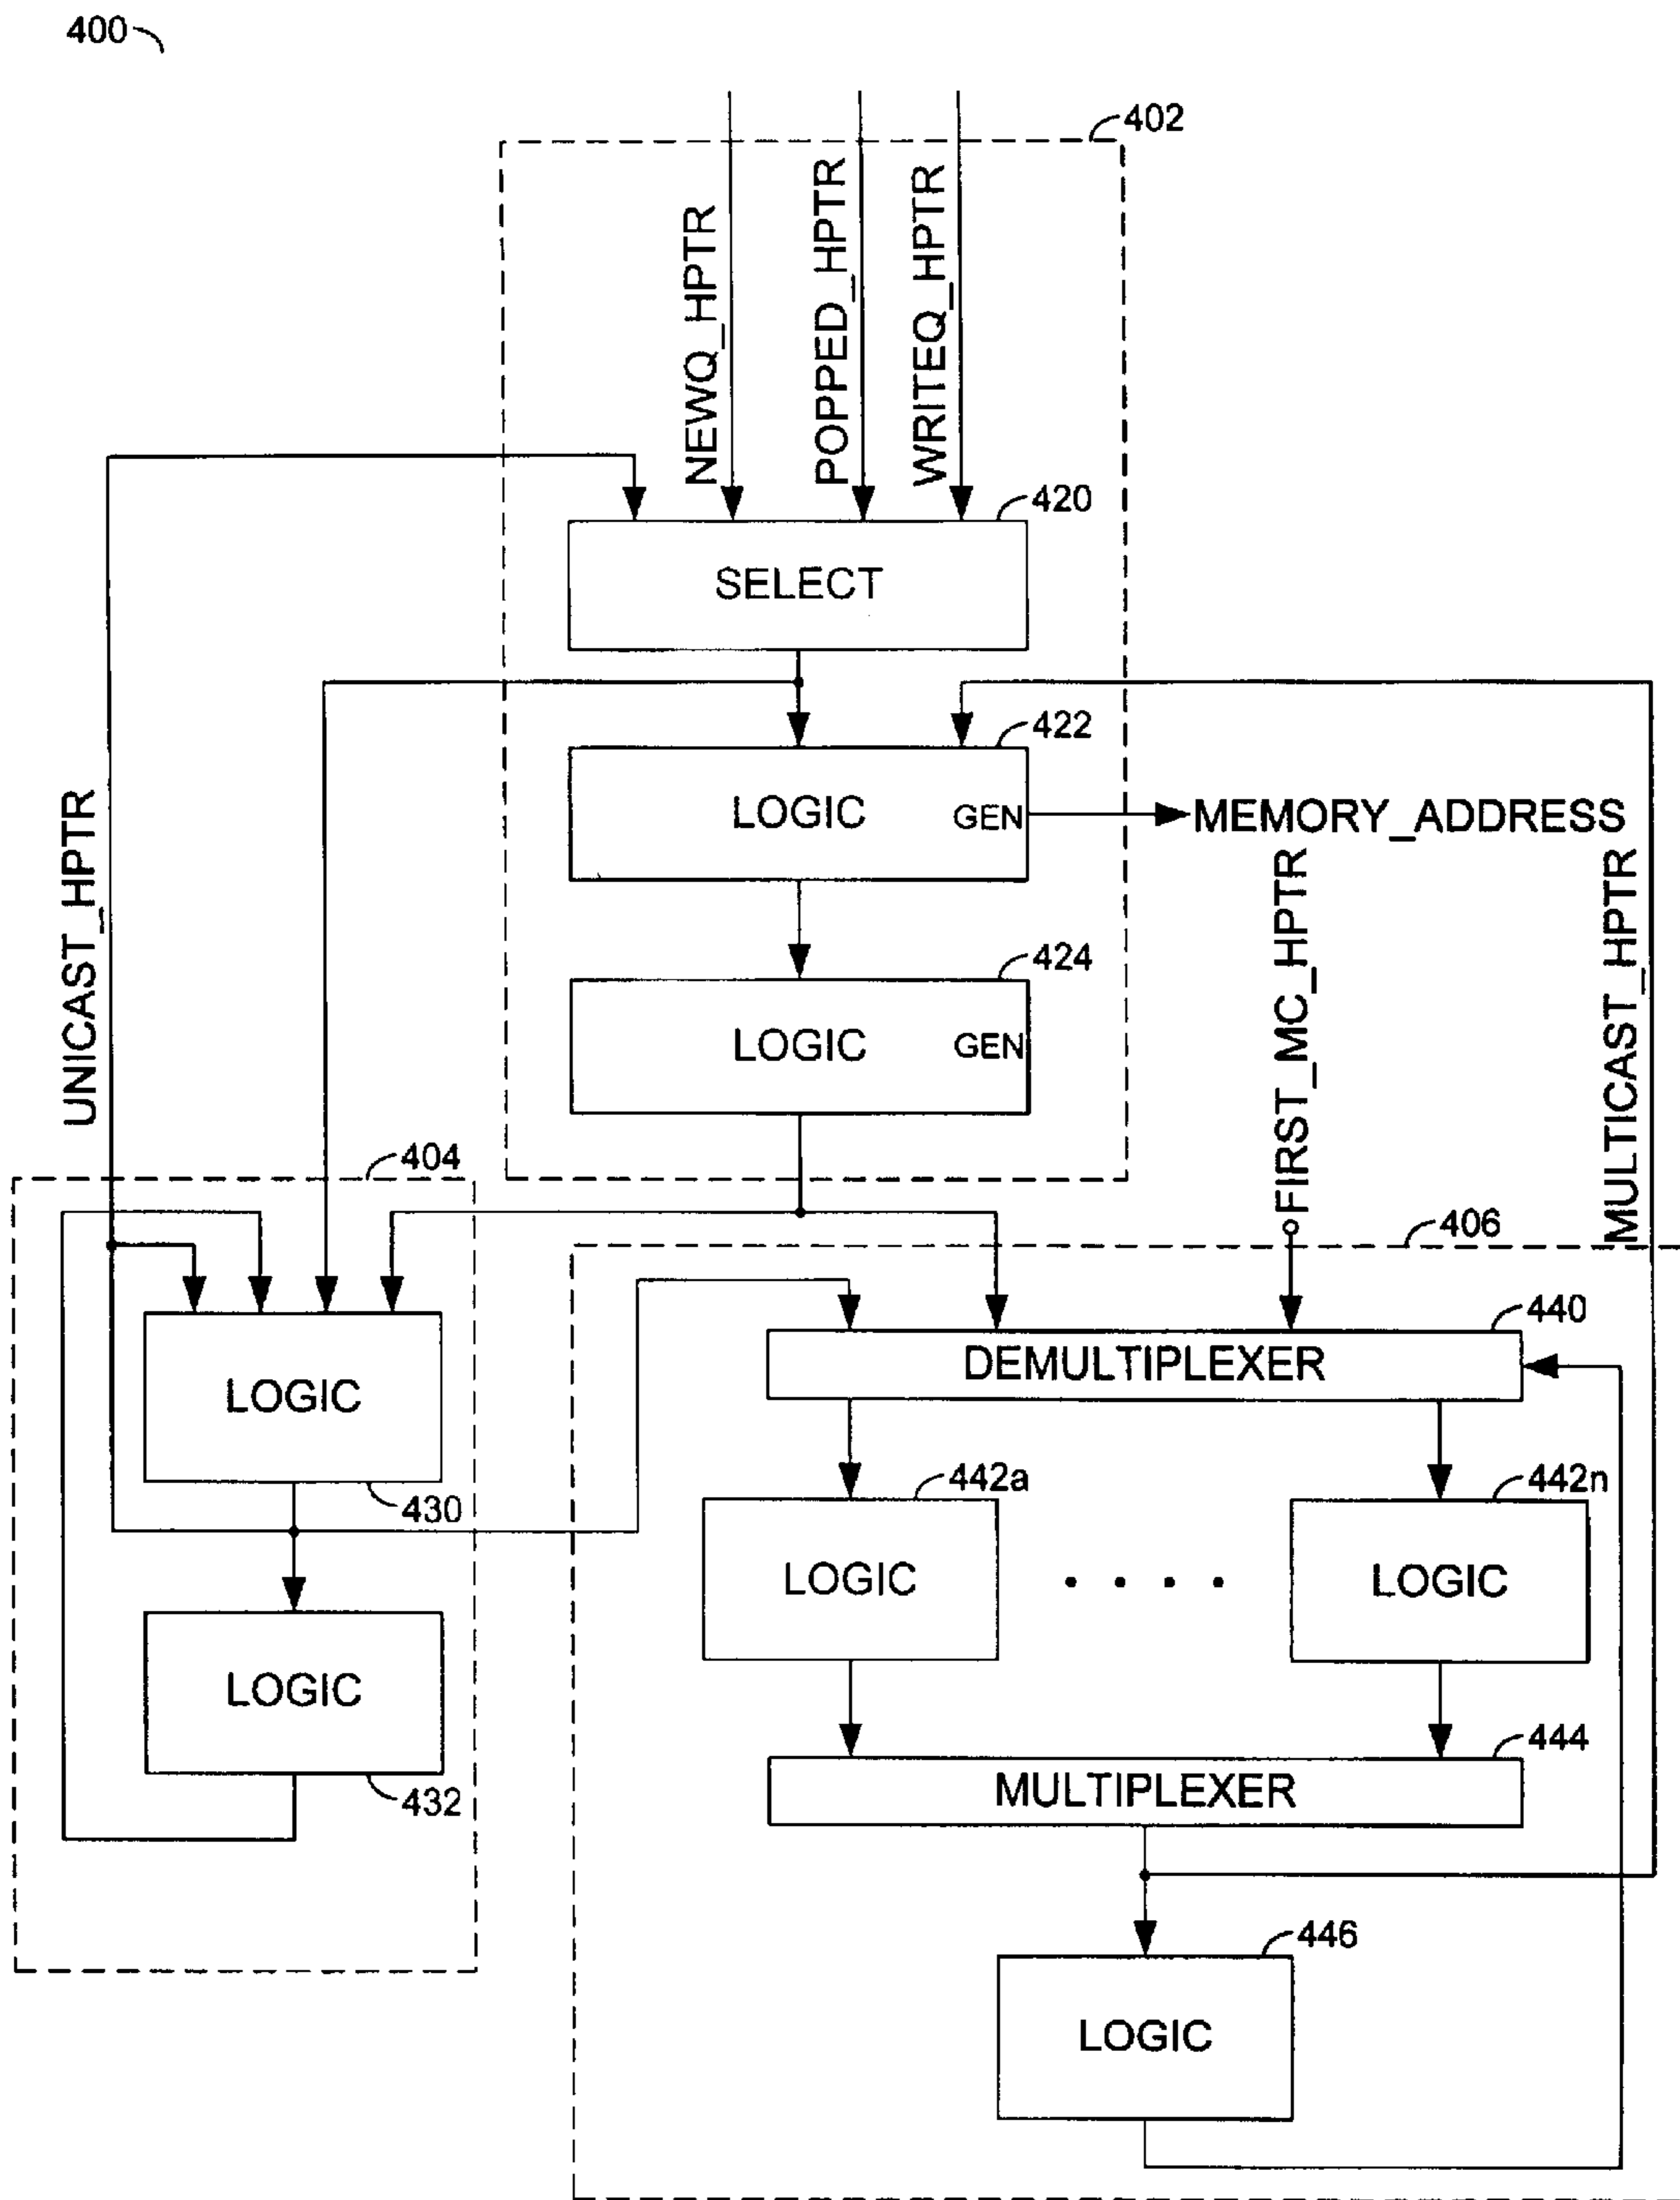 400
402
NEWQ_HPTR
POPPED_HPTR
WRITEQ_HPTR
420
SELECT
422
LOGIC GEN
MEMORY_ADDRESS
UNICAST_HPTR
424
LOGIC GEN
FIRST_MC_HPTR
MULTICAST_HPTR
404
406
440
DEMULTIPLEXER
LOGIC
430
442a
442n
LOGIC
. . . .
LOGIC
LOGIC
432
444
MULTIPLEXER
446
LOGIC